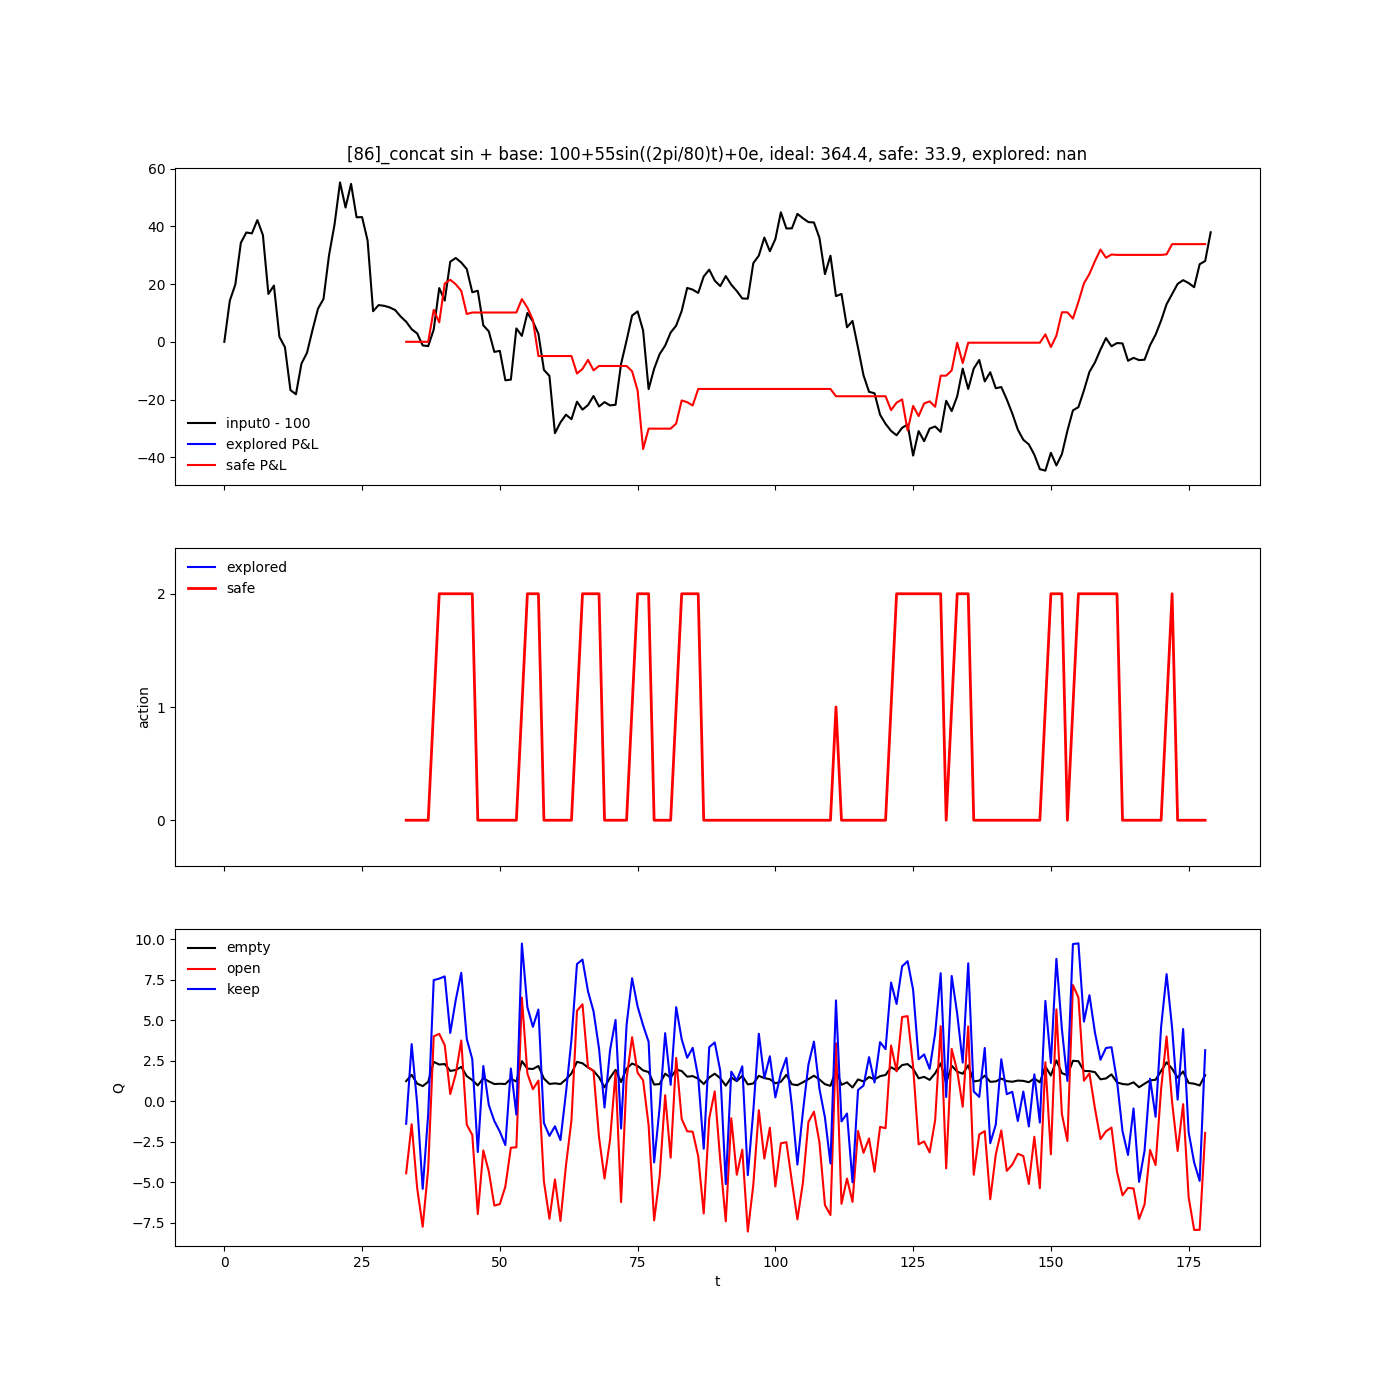 [86]_concat sin + base: 100+55sin((2pi/80)t)+0e, ideal: 364.4, safe: 33.9, explored: nan
60
40
20
0
−20
−40
input0 - 100
explored P&L
safe P&L
explored
safe
2
1
0
action
empty
open
keep
10.0
7.5
5.0
2.5
0.0
−2.5
−5.0
−7.5
Q
0 25 50 75 100 125 150 175
t